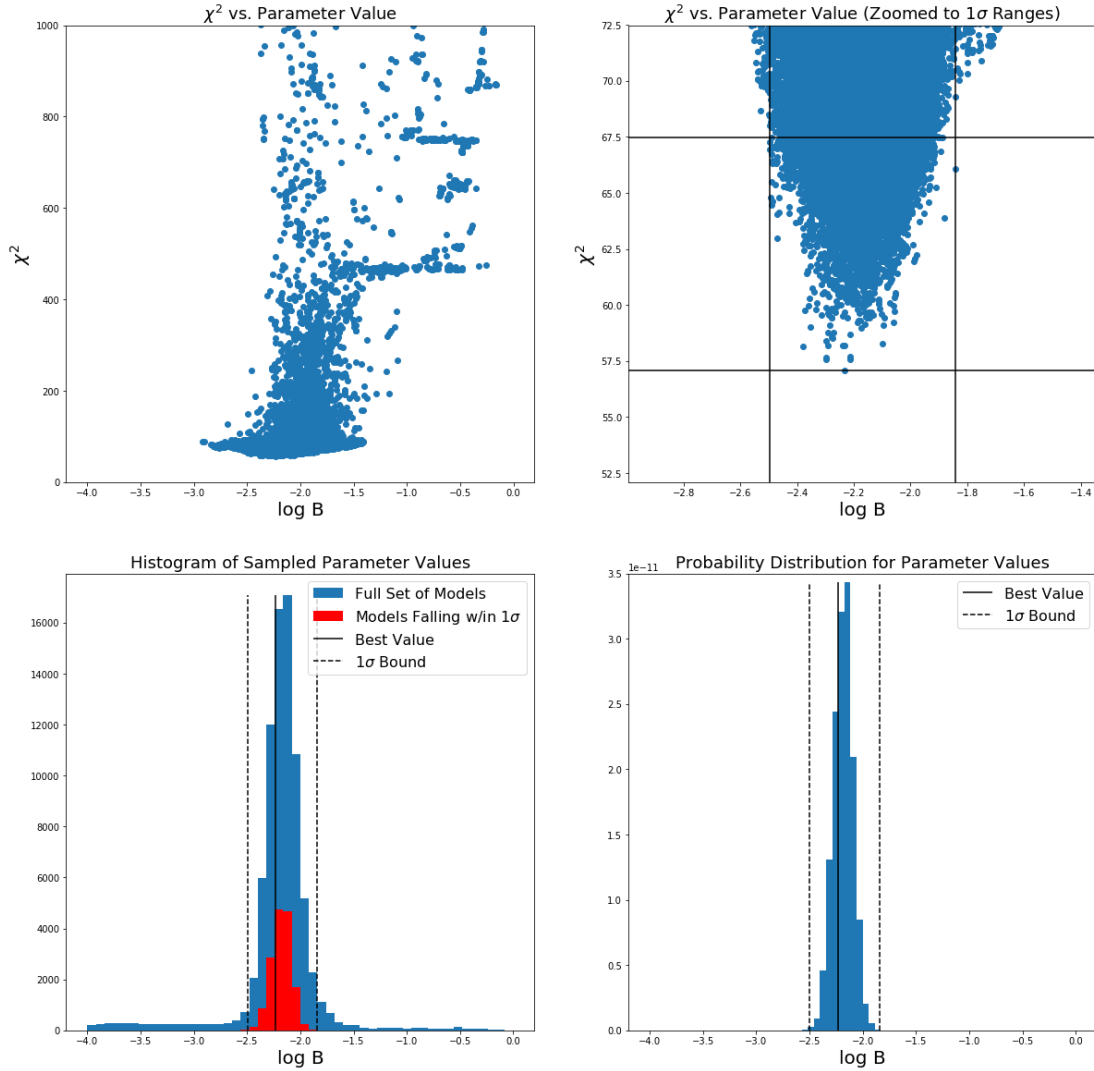 χ² vs. Parameter Value
1000
800
600
400
200
0
χ²
−4.0 −3.5 −3.0 −2.5 −2.0 −1.5 −1.0 −0.5 0.0
log B
χ² vs. Parameter Value (Zoomed to 1σ Ranges)
72.5
70.0
67.5
65.0
62.5
60.0
57.5
55.0
52.5
χ²
−2.8 −2.6 −2.4 −2.2 −2.0 −1.8 −1.6 −1.4
log B
Histogram of Sampled Parameter Values
Full Set of Models
Models Falling w/in 1σ
Best Value
1σ Bound
16000
14000
12000
10000
8000
6000
4000
2000
0
−4.0 −3.5 −3.0 −2.5 −2.0 −1.5 −1.0 −0.5 0.0
log B
Probability Distribution for Parameter Values
1e−11
Best Value
1σ Bound
3.5
3.0
2.5
2.0
1.5
1.0
0.5
0.0
−4.0 −3.5 −3.0 −2.5 −2.0 −1.5 −1.0 −0.5 0.0
log B